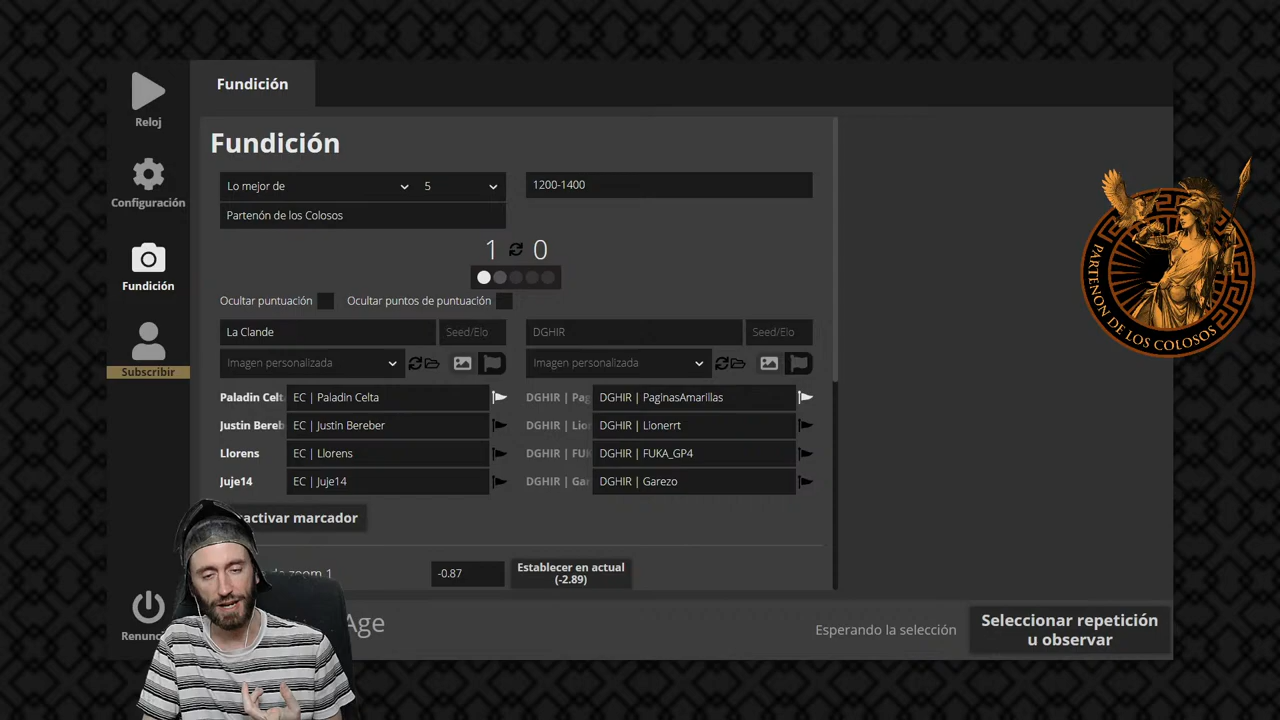 Fundición
Reloj
Configuración
Fundición
Subscribir
Fundición
Lo mejor de 5
1200-1400
Partenón de los Colosos
1 0
Ocultar puntuación Ocultar puntos de puntuación
La Clande Seed/Elo DGHIR Seed/Elo
Imagen personalizada Imagen personalizada
Paladin Celt EC | Paladin Celta DGHIR | Pag DGHIR | PaginasAmarillas
Justin Bereb EC | Justin Bereber DGHIR | Lio DGHIR | Lionerrt
Llorens EC | Llorens DGHIR | FU DGHIR | FUKA_GP4
Juje14 EC | Juje14 DGHIR | Ga DGHIR | Garezo
activar marcador
zoom 1 -0.87 Establecer en actual
(-2.89)
Age
Esperando la selección
Seleccionar repetición
u observar
PARTENON DE LOS COLOSOS